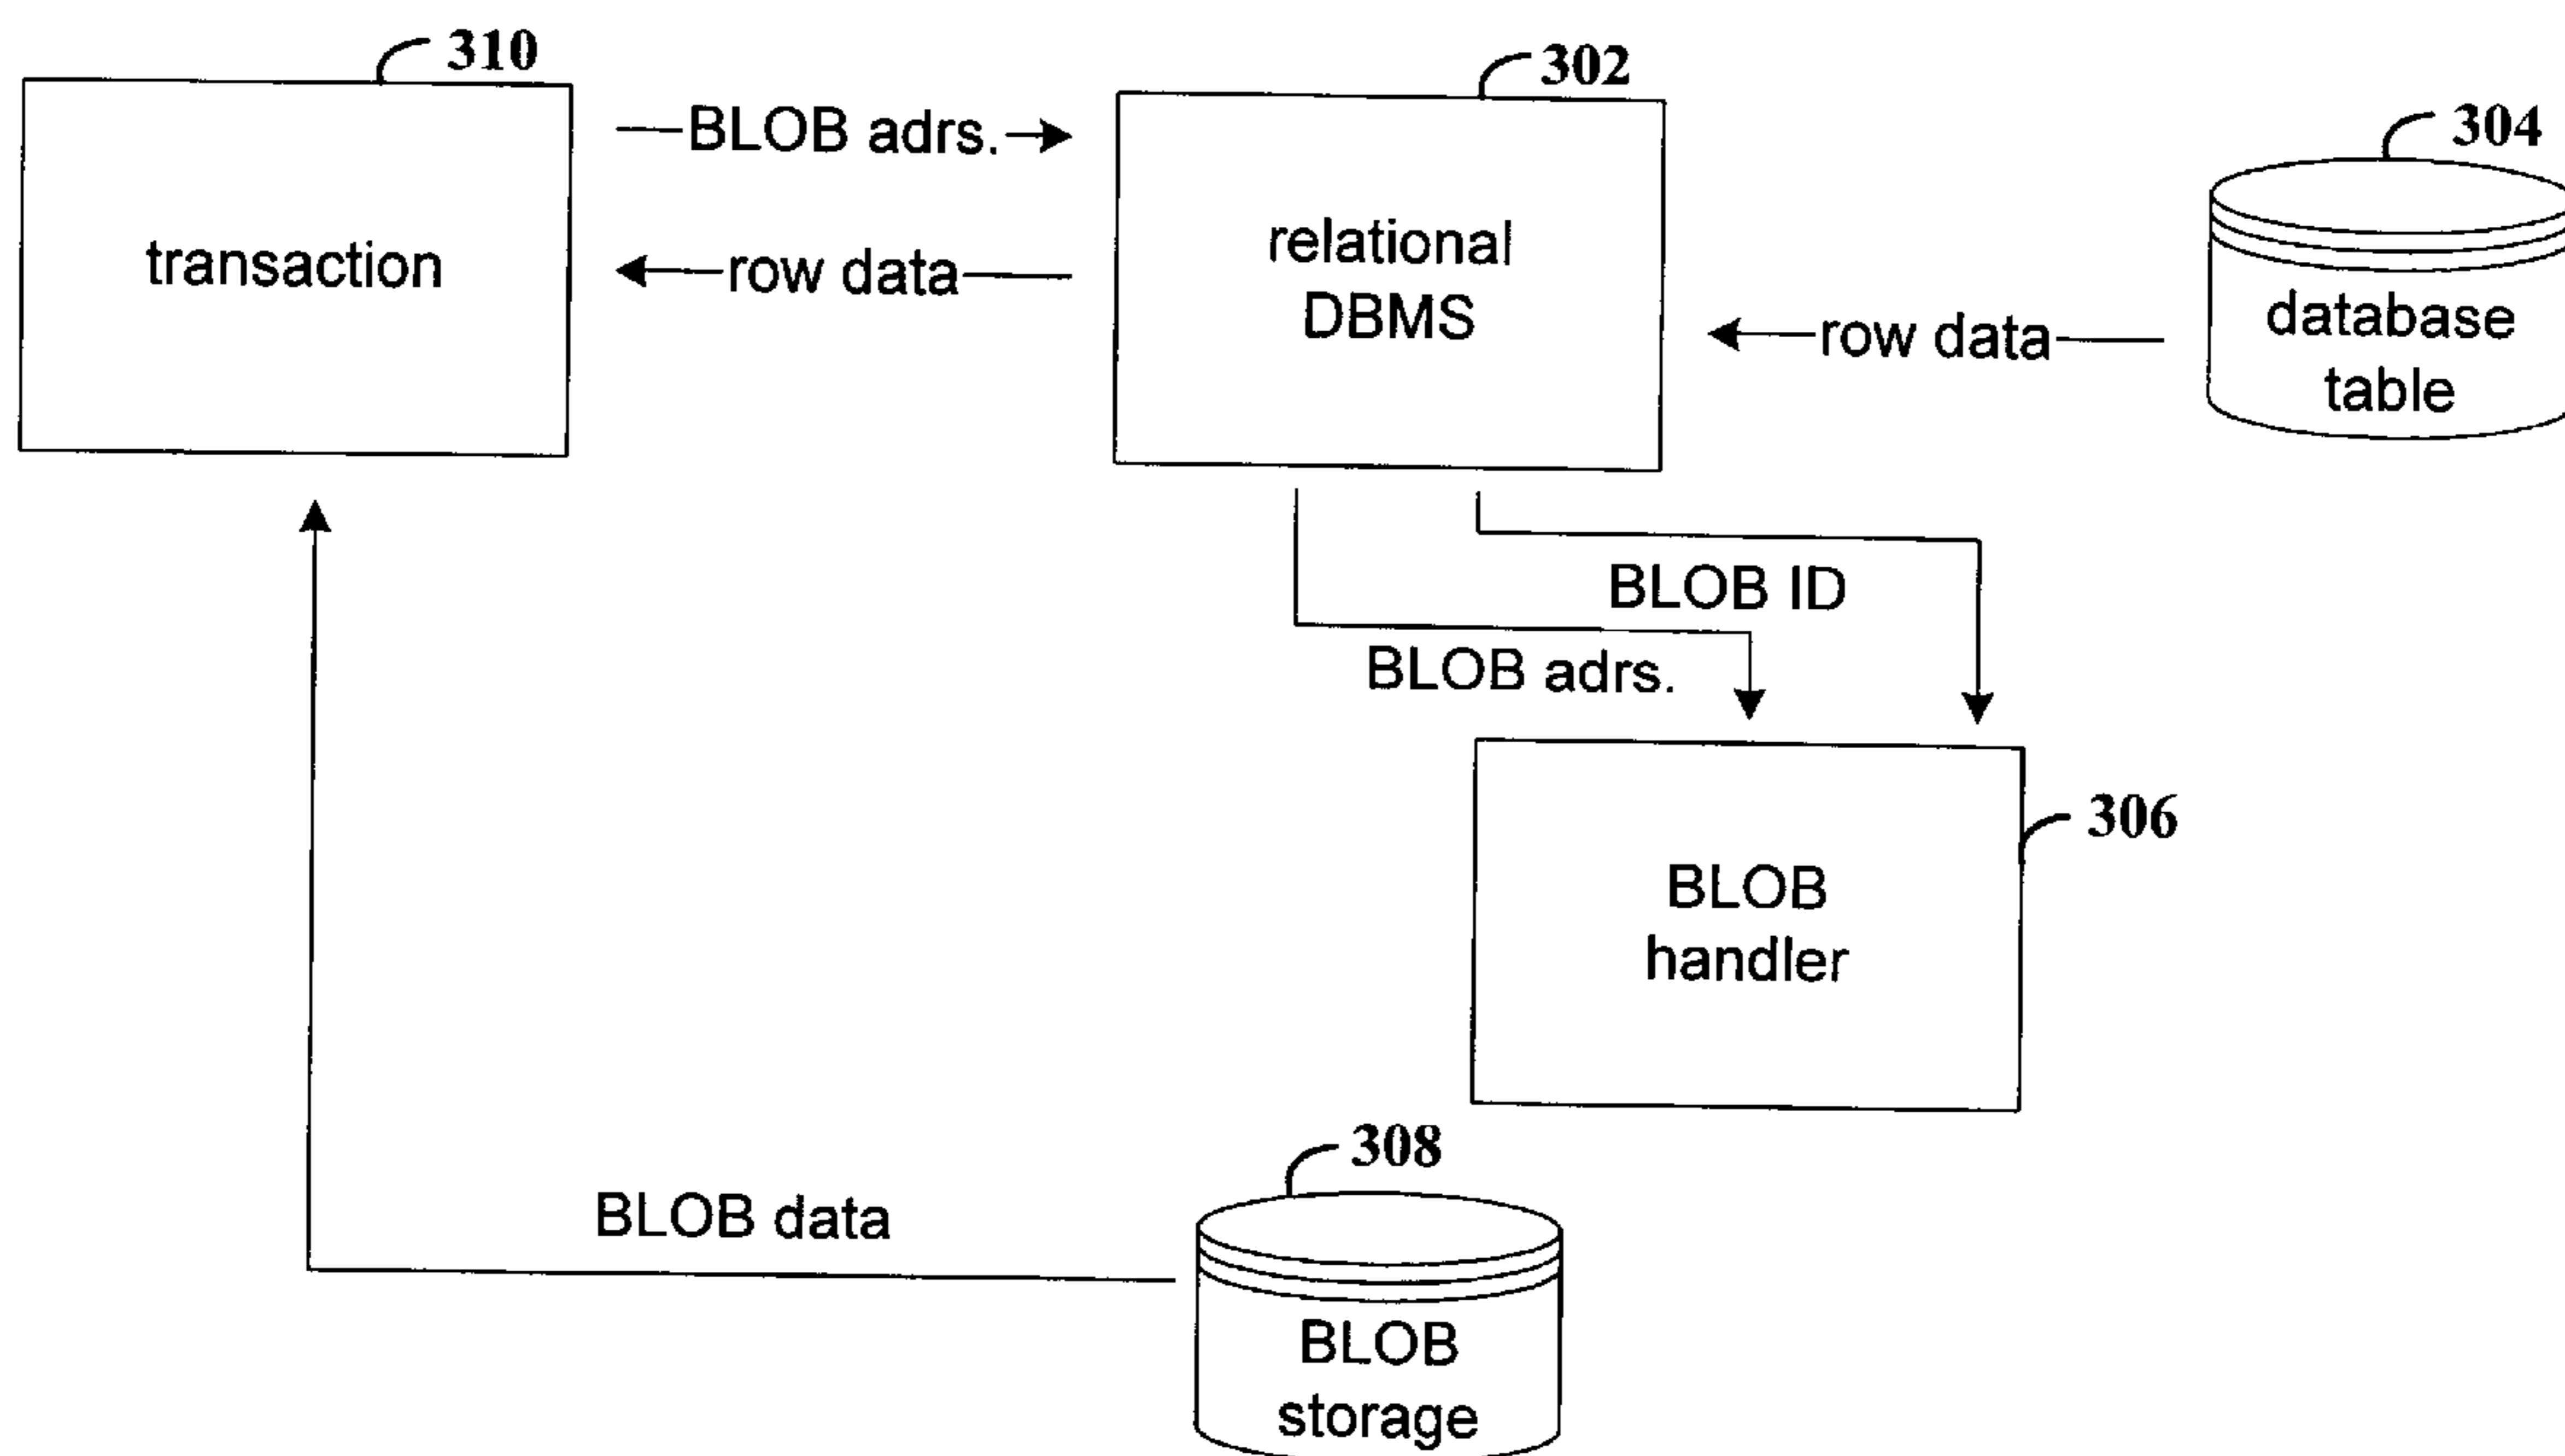 310
302
304
BLOB adrs.
transaction
row data
relational
DBMS
row data
database
table
BLOB ID
BLOB adrs.
306
BLOB
handler
308
BLOB data
BLOB
storage